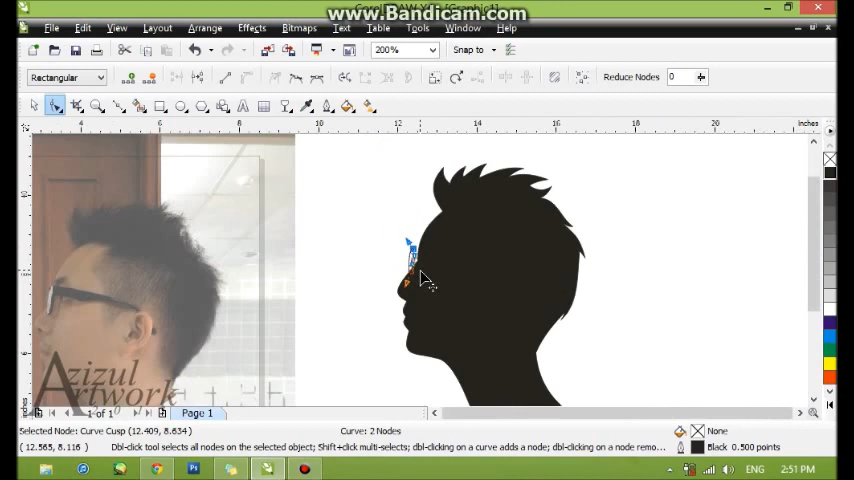 www.Bandicam.com
File Edit View Layout Arrange Effects Bitmaps Text Table Tools Window Help
200% Snap to
Rectangular Reduce Nodes 0
4 6 10 12 14 16 18 20 inches
Azizul
Artwork
1 of 1 Page 1
Selected Node: Curve Cusp (12.409, 8.634) Curve: 2 Nodes None
( 12.565, 8.116 ) Dbl-click tool selects all nodes on the selected object; Shift+click multi-selects; dbl-clicking on a curve adds a node; dbl-clicking on a node remo... Black 0.500 points
Ps ENG 2:51 PM